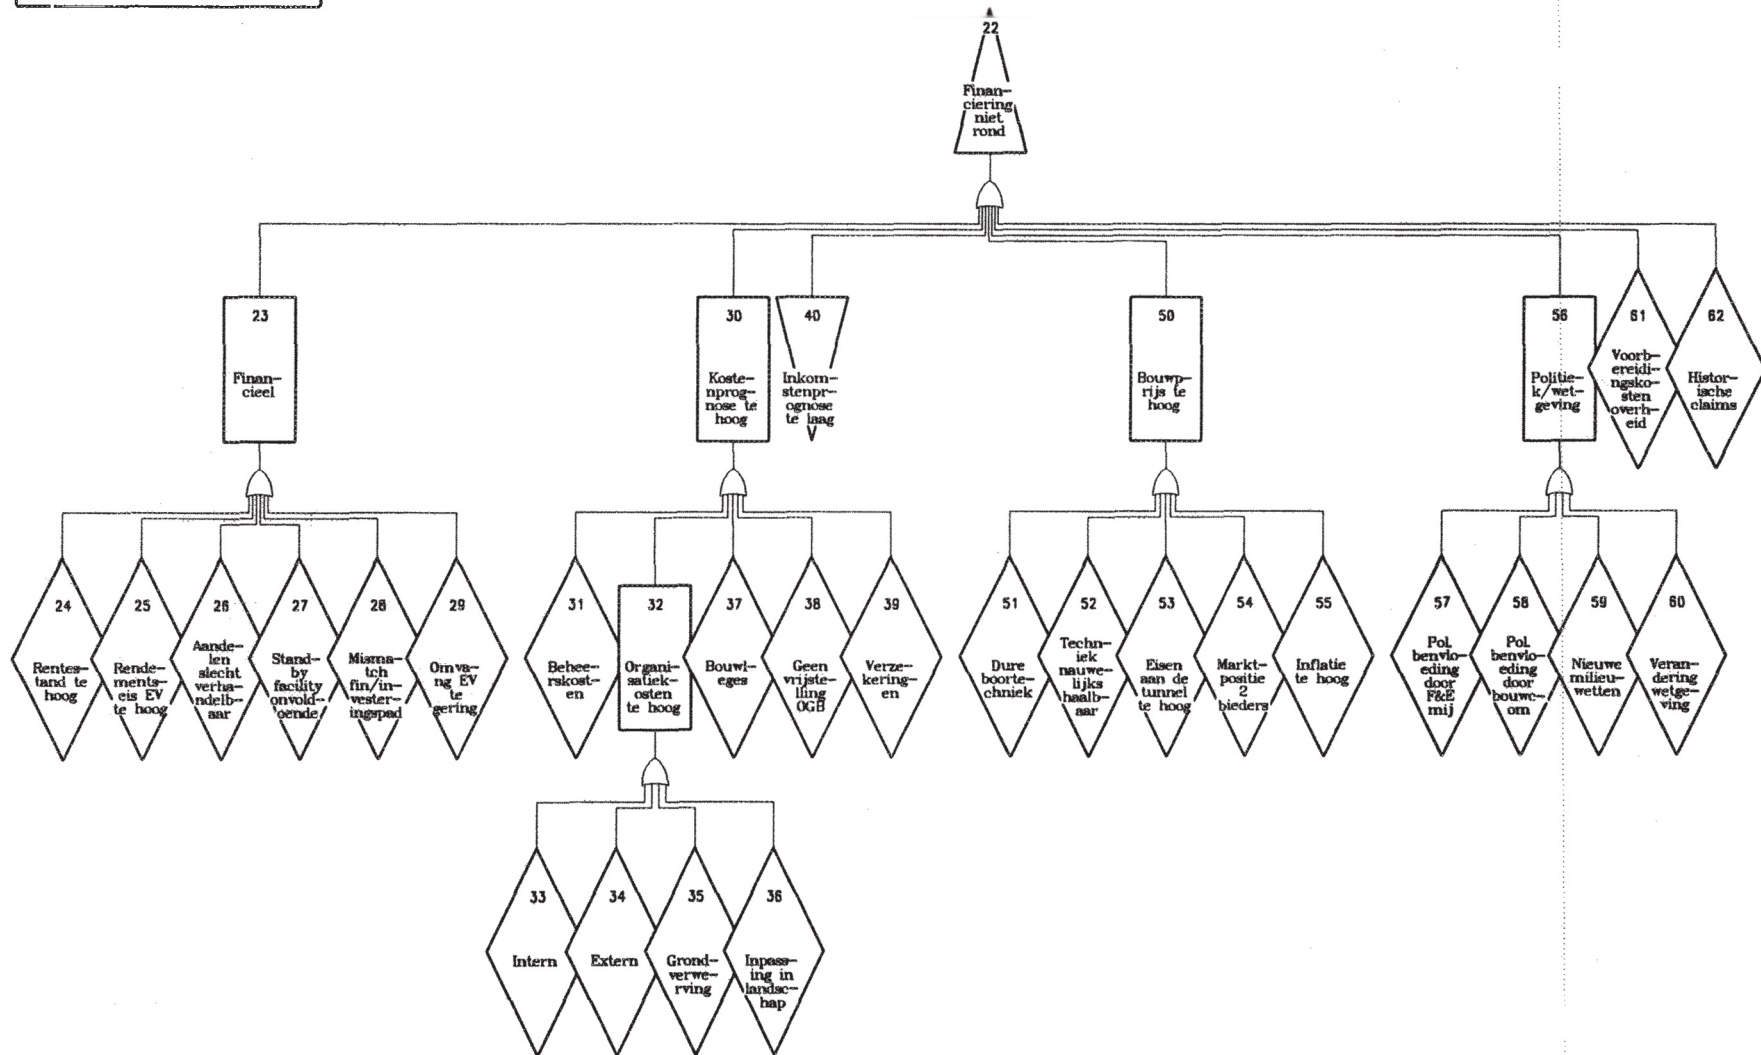 22
Finan-
ciering
niet
rond
23
Finan-
cieel
30
Koste-
nprog-
nose te
hoog
40
Inkom-
stenpr-
ognose
te laag
50
Bouwp-
rijs te
hoog
56
Politie-
k/wet-
geving
61
Voorb-
ereidi-
ngsko-
sten
overh-
eid
62
Histor-
ische
claims
24
Rentes-
tand te
hoog
25
Rende-
ments-
eis EV
te hoog
26
Aande-
len
slecht
verha-
ndelb-
aar
27
Stand-
by
facility
onvold-
oende
28
Misma-
tch
fin/in-
vester-
ingspad
29
Omva-
ng EV
te
gering
31
Behee-
rskost-
en
32
Organi-
satiek-
osten
te hoog
37
Bouwl-
eges
38
Geen
vrijste-
lling
OGB
39
Verze-
kering-
en
51
Dure
boorte-
chniek
52
Techn-
iek
nauwe-
lijks
haalb-
aar
53
Eisen
aan de
tunnel
te hoog
54
Markt-
positie
2
bieders
55
Inflatie
te hoog
57
Pol.
benvlo-
eding
door
F&E
mij
58
Pol.
benvlo-
eding
door
bouwc-
om
59
Nieuwe
milieu-
wetten
60
Veran-
dering
wetge-
ving
33
Intern
34
Extern
35
Grond-
verwe-
rving
36
Inpass-
ing in
landsc-
hap